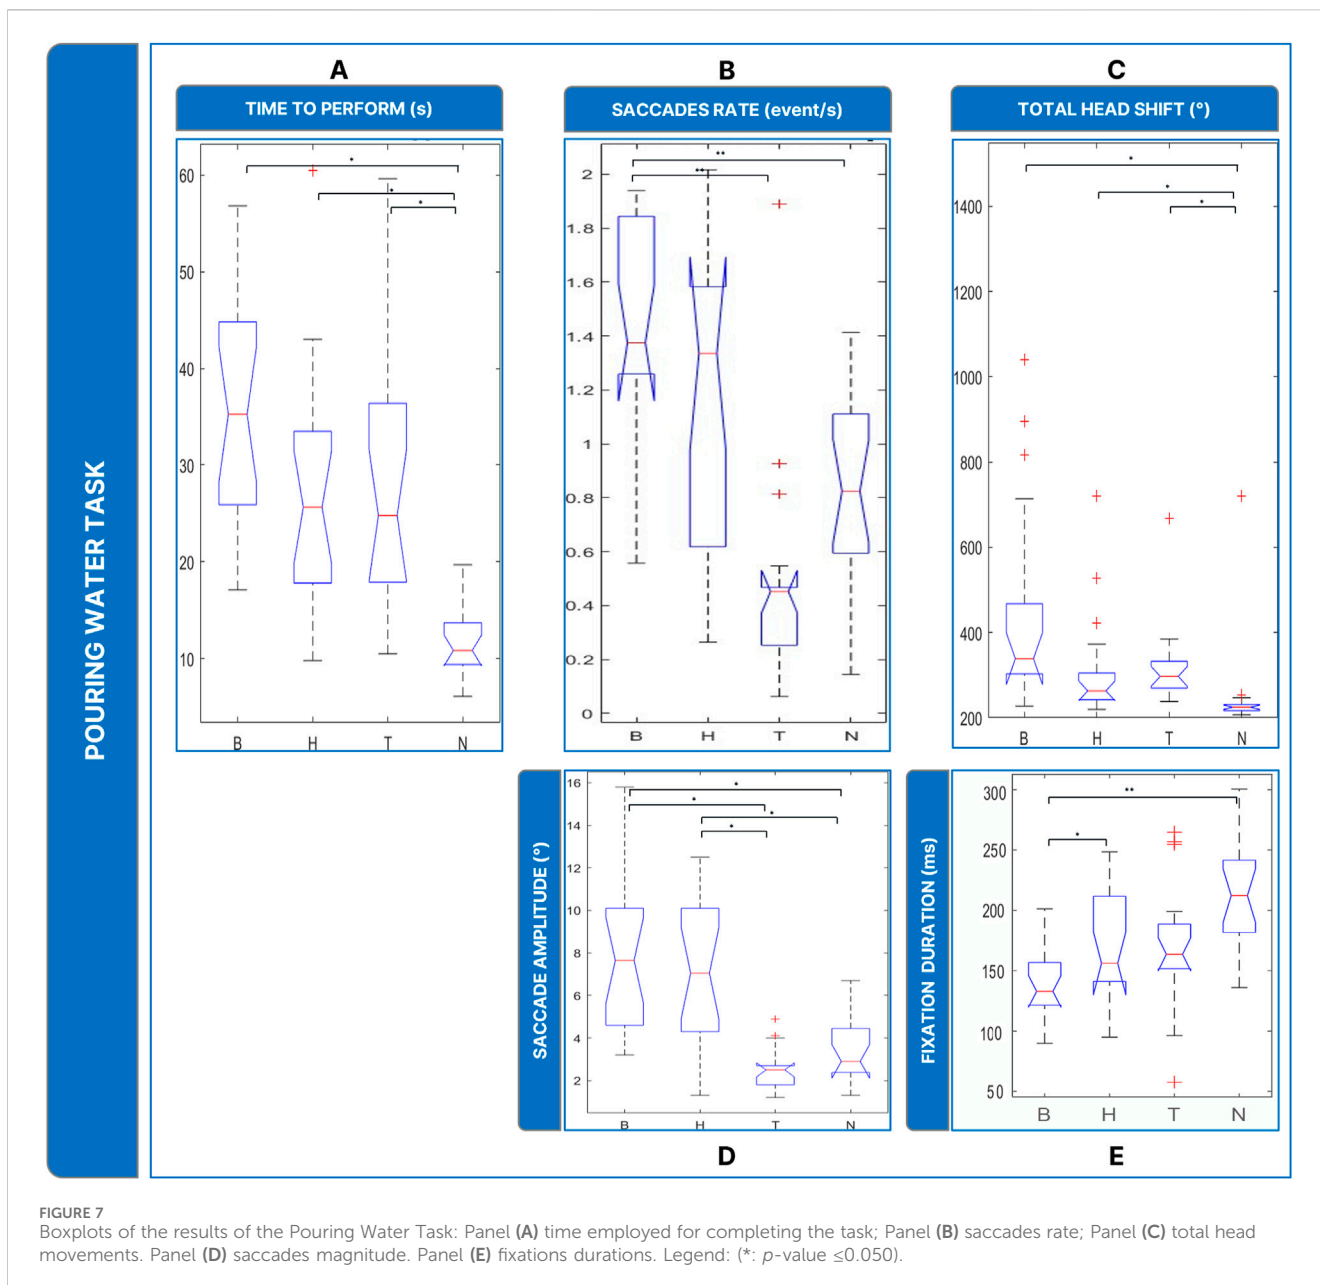 POURING WATER TASK
A
TIME TO PERFORM (s)
60
50
40
30
20
10
*
*
*
B H T N
B
SACCADES RATE (event/s)
2
1.8
1.6
1.4
1.2
1
0.8
0.6
0.4
0.2
0
**
**
B H T N
C
TOTAL HEAD SHIFT (°)
1400
1200
1000
800
600
400
200
*
*
*
B H T N
SACCADE AMPLITUDE (°)
16
14
12
10
8
6
4
2
*
*
*
*
B H T N
D
FIXATION DURATION (ms)
300
250
200
150
100
50
**
*
B H T N
E
FIGURE 7
Boxplots of the results of the Pouring Water Task: Panel (A) time employed for completing the task; Panel (B) saccades rate; Panel (C) total head
movements. Panel (D) saccades magnitude. Panel (E) fixations durations. Legend: (*: p-value ≤0.050).